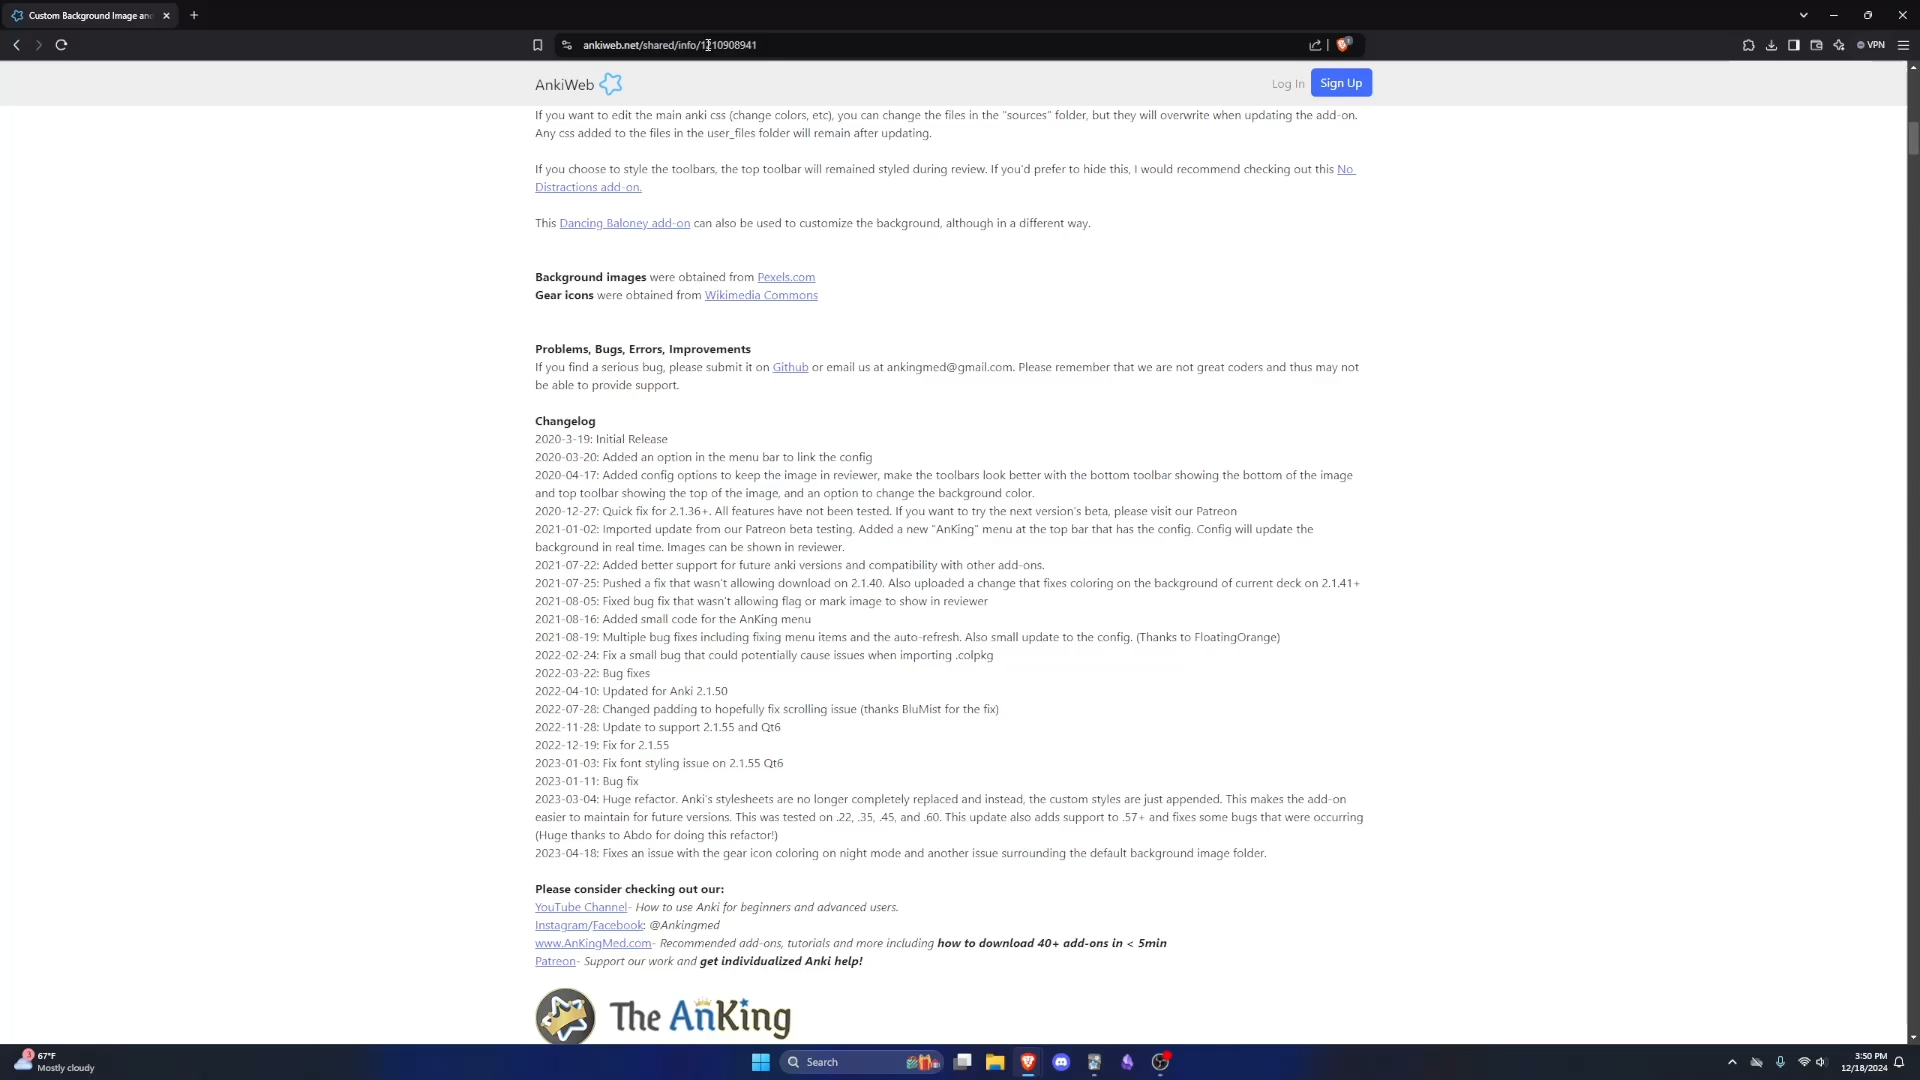 Custom Background Image and
ankiweb.net/shared/info/1210908941
VPN
AnkiWeb
Log In
Sign Up
If you want to edit the main anki css (change colors, etc), you can change the files in the "sources" folder, but they will overwrite when updating the add-on.
Any css added to the files in the user_files folder will remain after updating.
If you choose to style the toolbars, the top toolbar will remained styled during review. If you'd prefer to hide this, I would recommend checking out this No
Distractions add-on.
This Dancing Baloney add-on can also be used to customize the background, although in a different way.
Background images were obtained from Pexels.com
Gear icons were obtained from Wikimedia Commons
Problems, Bugs, Errors, Improvements
If you find a serious bug, please submit it on Github or email us at ankingmed@gmail.com. Please remember that we are not great coders and thus may not
be able to provide support.
Changelog
2020-3-19: Initial Release
2020-03-20: Added an option in the menu bar to link the config
2020-04-17: Added config options to keep the image in reviewer, make the toolbars look better with the bottom toolbar showing the bottom of the image
and top toolbar showing the top of the image, and an option to change the background color.
2020-12-27: Quick fix for 2.1.36+. All features have not been tested. If you want to try the next version's beta, please visit our Patreon
2021-01-02: Imported update from our Patreon beta testing. Added a new "AnKing" menu at the top bar that has the config. Config will update the
background in real time. Images can be shown in reviewer.
2021-07-22: Added better support for future anki versions and compatibility with other add-ons.
2021-07-25: Pushed a fix that wasn't allowing download on 2.1.40. Also uploaded a change that fixes coloring on the background of current deck on 2.1.41+
2021-08-05: Fixed bug fix that wasn't allowing flag or mark image to show in reviewer
2021-08-16: Added small code for the AnKing menu
2021-08-19: Multiple bug fixes including fixing menu items and the auto-refresh. Also small update to the config. (Thanks to FloatingOrange)
2022-02-24: Fix a small bug that could potentially cause issues when importing .colpkg
2022-03-22: Bug fixes
2022-04-10: Updated for Anki 2.1.50
2022-07-28: Changed padding to hopefully fix scrolling issue (thanks BluMist for the fix)
2022-11-28: Update to support 2.1.55 and Qt6
2022-12-19: Fix for 2.1.55
2023-01-03: Fix font styling issue on 2.1.55 Qt6
2023-01-11: Bug fix
2023-03-04: Huge refactor. Anki's stylesheets are no longer completely replaced and instead, the custom styles are just appended. This makes the add-on
easier to maintain for future versions. This was tested on .22, .35, .45, and .60. This update also adds support to .57+ and fixes some bugs that were occurring
(Huge thanks to Abdo for doing this refactor!)
2023-04-18: Fixes an issue with the gear icon coloring on night mode and another issue surrounding the default background image folder.
Please consider checking out our:
YouTube Channel- How to use Anki for beginners and advanced users.
Instagram/Facebook: @Ankingmed
www.AnKingMed.com- Recommended add-ons, tutorials and more including how to download 40+ add-ons in < 5min
Patreon- Support our work and get individualized Anki help!
The AnKing
67°F
Mostly cloudy
Search
3:50 PM
12/18/2024